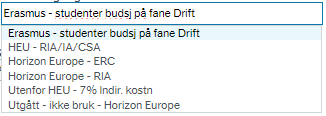 Erasmus - studenter budsj på fane Drift
Erasmus - studenter budsj på fane Drift
HEU - RIA/IA/CSA
Horizon Europe - ERC
Horizon Europe - RIA
Utenfor HEU - 7% Indir. kostn
Utgått - ikke bruk - Horizon Europe